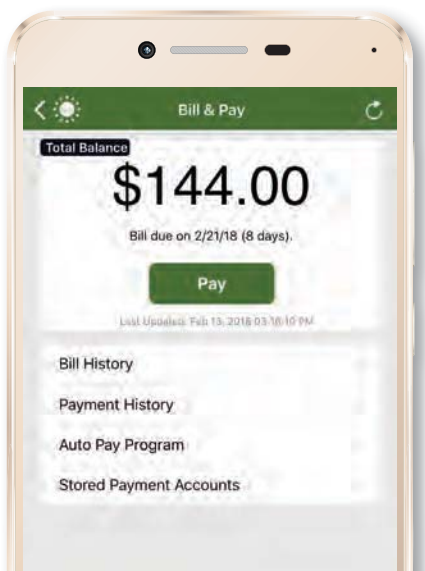 Bill & Pay
Total Balance
$144.00
Bill due on 2/21/18 (8 days).
Pay
Last Updated: Feb 13, 2018 03:18:10 PM
Bill History
Payment History
Auto Pay Program
Stored Payment Accounts